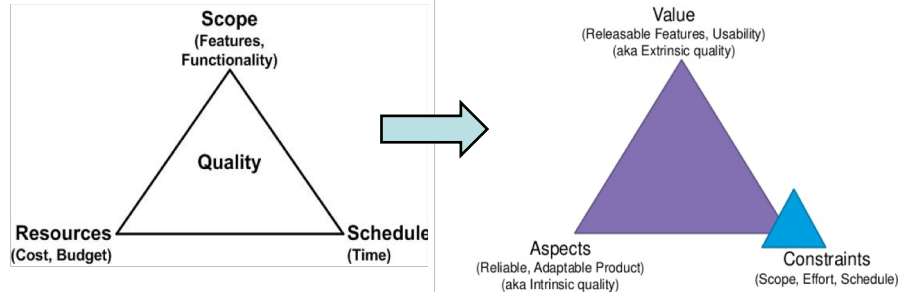 Scope
(Features,
Functionality)
Quality
Resources
(Cost, Budget)
Schedule
(Time)
Value
(Releasable Features, Usability)
(aka Extrinsic quality)
Aspects
(Reliable, Adaptable Product)
(aka Intrinsic quality)
Constraints
(Scope, Effort, Schedule)